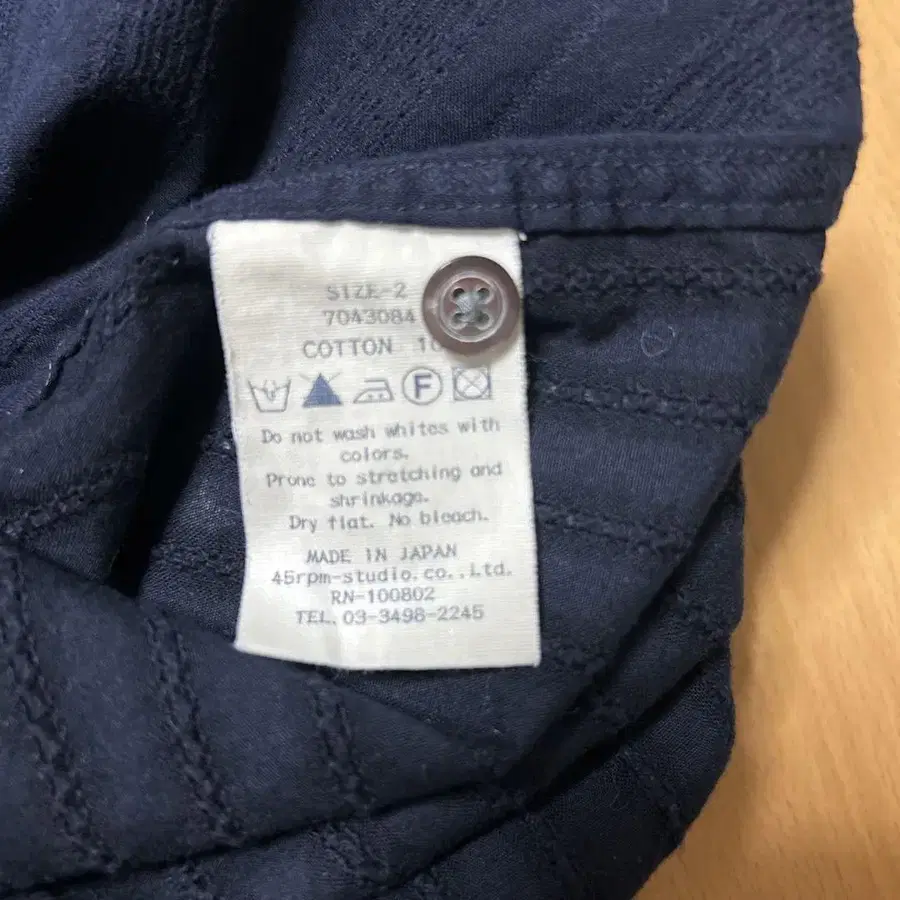 SIZE-2
7043084
COTTON
F
Do not wash whites with
colors.
Prone to stretching and
shrinkage.
Dry flat. No bleach.
MADE IN JAPAN
45rpm-studio.co.,Ltd.
RN-100802
TEL. 03-3498-2245